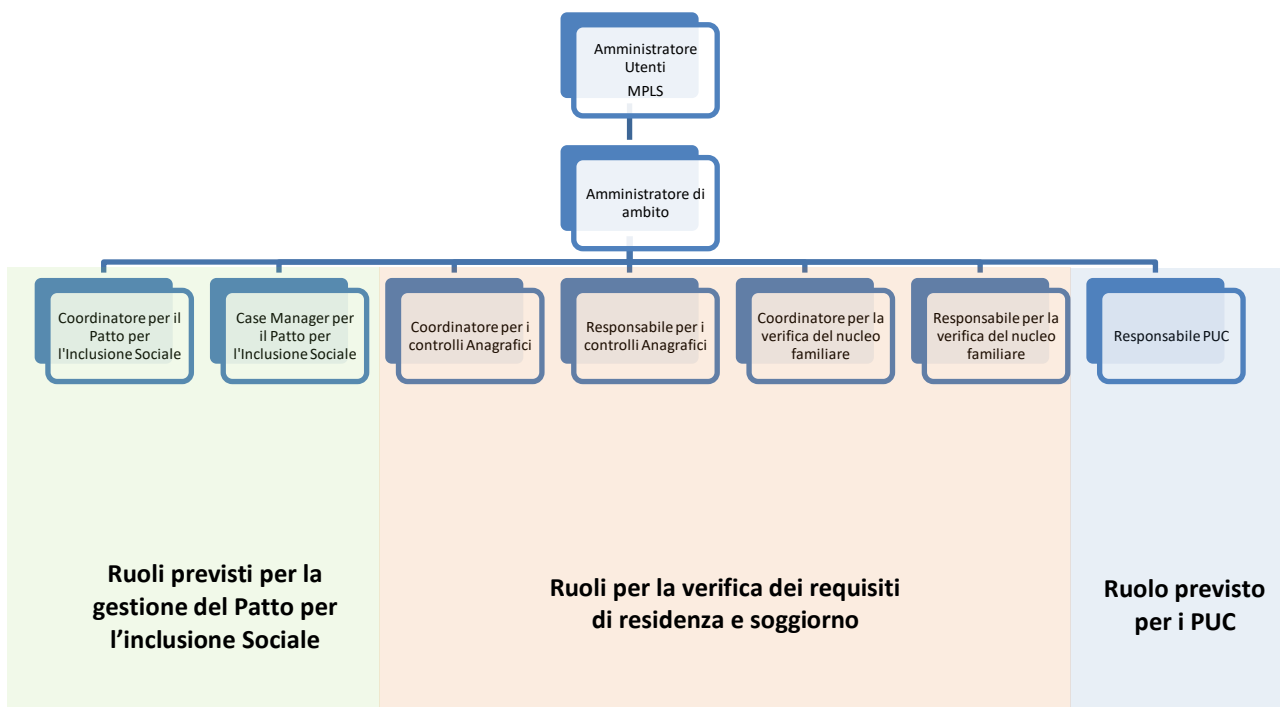 Amministratore
Utenti
MPLS
Amministratore di
ambito
Coordinatore per il
Patto per
l'Inclusione Sociale
Case Manager per
il Patto per
l'Inclusione Sociale
Coordinatore per i
controlli Anagrafici
Responsabile per i
controlli Anagrafici
Coordinatore per la
verifica del nucleo
familiare
Responsabile per la
verifica del nucleo
familiare
Responsabile PUC
Ruoli previsti per la
gestione del Patto per
l’inclusione Sociale
Ruoli per la verifica dei requisiti
di residenza e soggiorno
Ruolo previsto
per i PUC